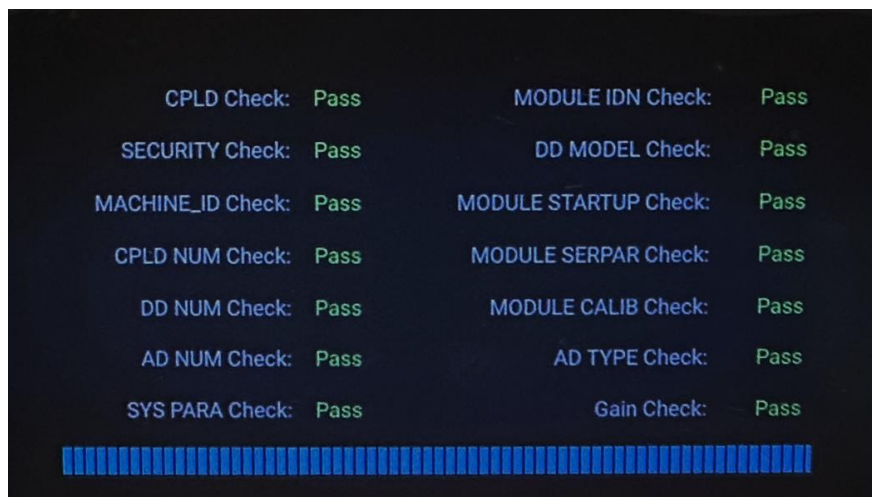 CPLD Check: Pass MODULE IDN Check: Pass
SECURITY Check: Pass DD MODEL Check: Pass
MACHINE_ID Check: Pass MODULE STARTUP Check: Pass
CPLD NUM Check: Pass MODULE SERPAR Check: Pass
DD NUM Check: Pass MODULE CALIB Check: Pass
AD NUM Check: Pass AD TYPE Check: Pass
SYS PARA Check: Pass Gain Check: Pass